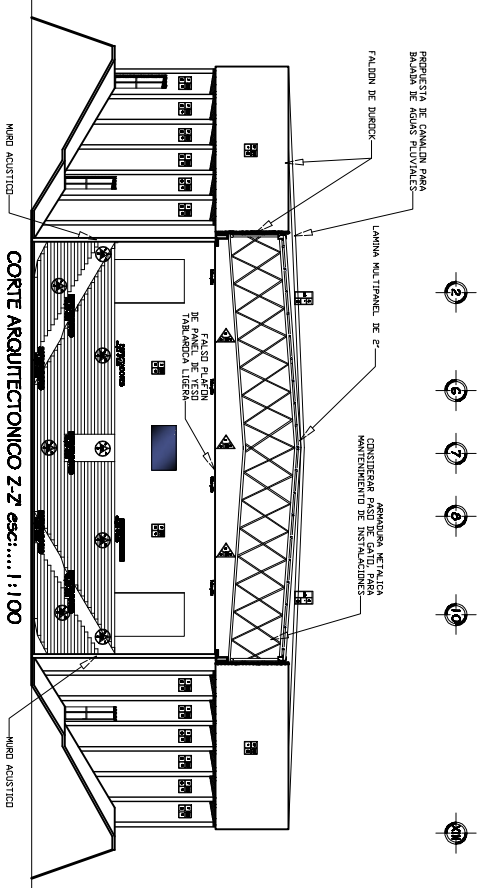 2
6
7
8
10
XII
PROPUESTA DE CANALON PARA
BAJADA DE AGUAS PLUVIALES
FALDON DE DUROCK
LAMINA MULTIPANEL DE 2"
ARMADURA METALICA
CONSIDERAR PASO DE GATO, PARA
MANTENIMIENTO DE INSTALACIONES
FALSO PLAFON
DE PANEL DE YESO
TABLAROCA LIGERA
MURO ACUSTICO
MURO ACUSTICO
CORTE ARQUITECTONICO Z-Z' esc:....1:100